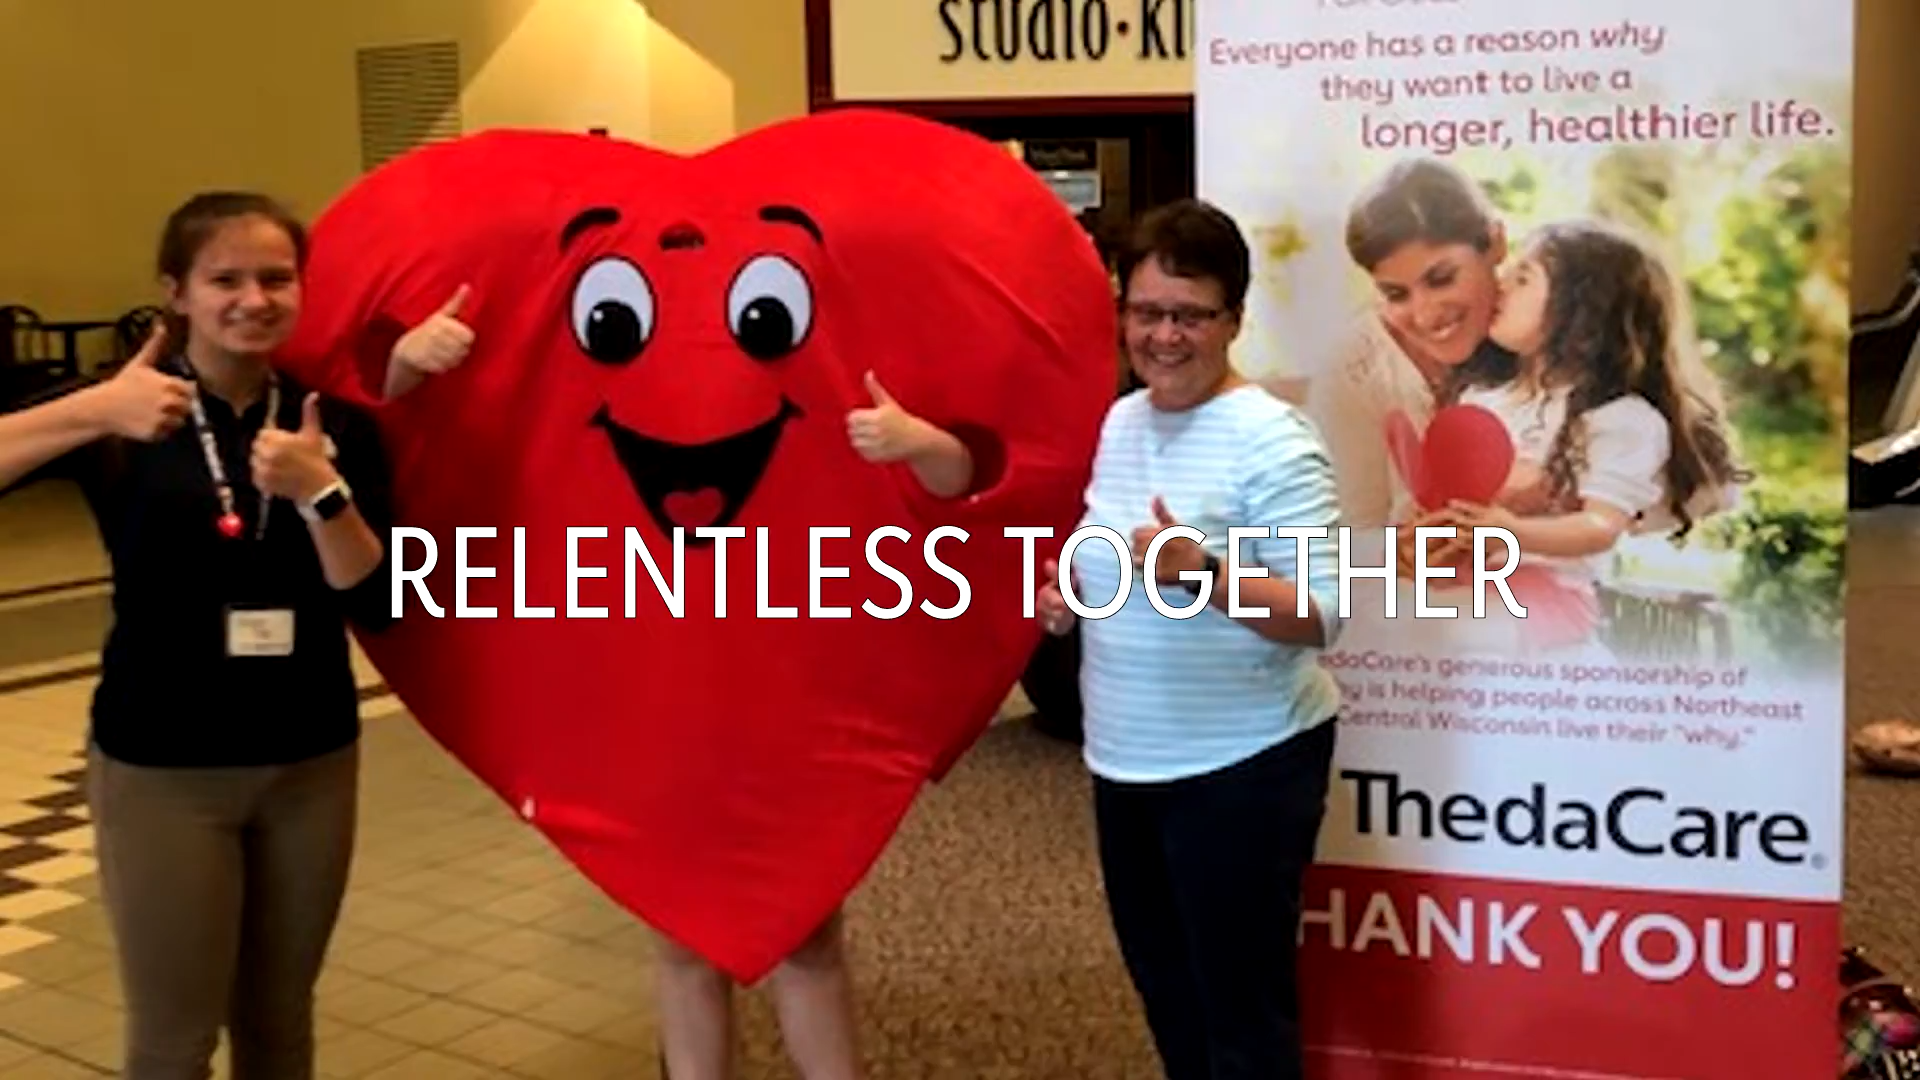 studio·ki
Everyone has a reason why
they want to live a
longer, healthier life.
RELENTLESS TOGETHER
edaCare's generous sponsorship of
is helping people across Northeast
Central Wisconsin live their "why."
ThedaCare®
HANK YOU!